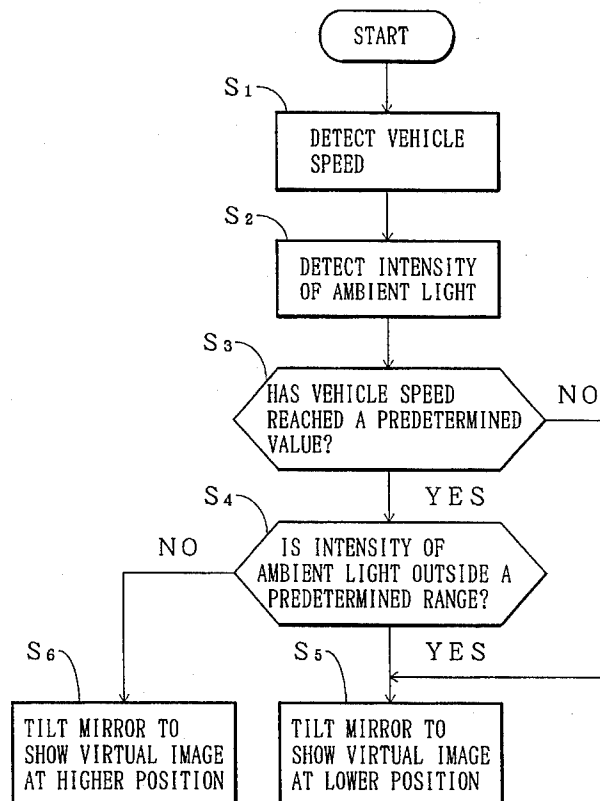 START
S1
DETECT VEHICLE
SPEED
S2
DETECT INTENSITY
OF AMBIENT LIGHT
S3
HAS VEHICLE SPEED
REACHED A PREDETERMINED
VALUE?
NO
YES
S4
IS INTENSITY OF
AMBIENT LIGHT OUTSIDE A
PREDETERMINED RANGE?
NO
YES
S6
TILT MIRROR TO
SHOW VIRTUAL IMAGE
AT HIGHER POSITION
S5
TILT MIRROR TO
SHOW VIRTUAL IMAGE
AT LOWER POSITION